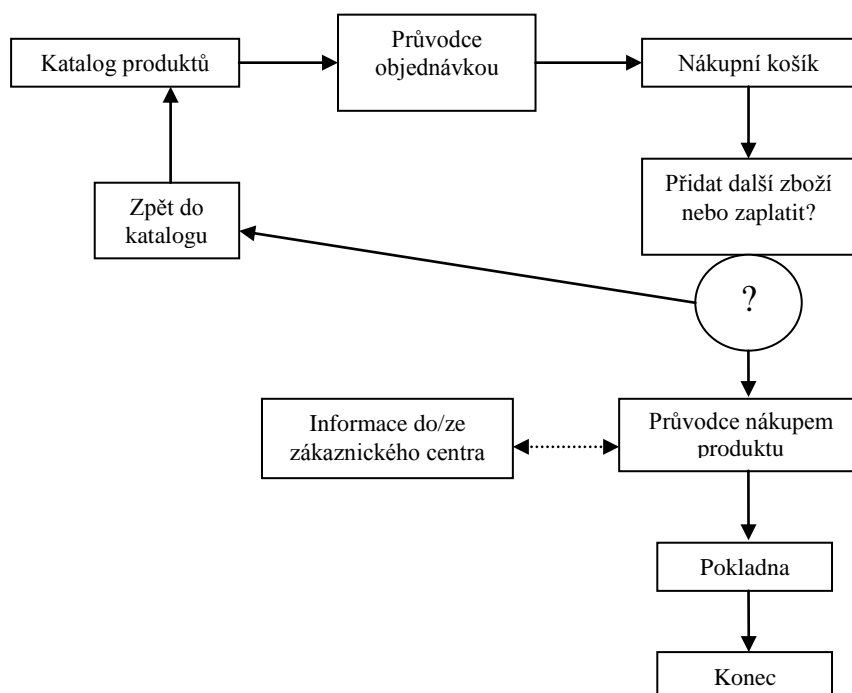 Katalog produktů
Průvodce
objednávkou
Nákupní košík
Zpět do
katalogu
Přidat další zboží
nebo zaplatit?
?
Informace do/ze
zákaznického centra
Průvodce nákupem
produktu
Pokladna
Konec